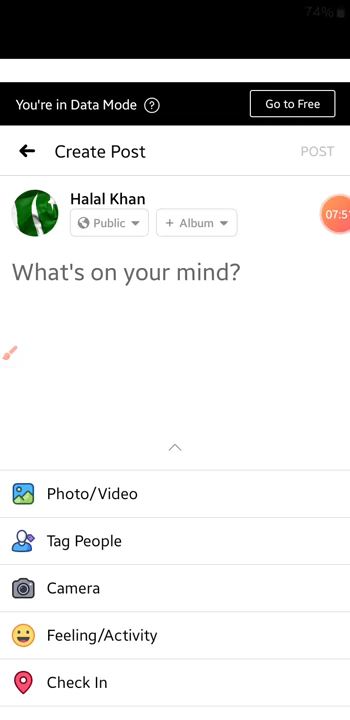 74%
You're in Data Mode ?
Go to Free
Create Post
POST
Halal Khan
Public
+ Album
07:51
What's on your mind?
Photo/Video
Tag People
Camera
Feeling/Activity
Check In